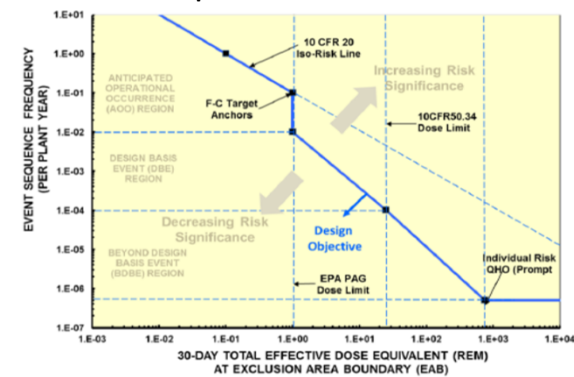 1.E+01
1.E+00
1.E-01
1.E-02
1.E-03
1.E-04
1.E-05
1.E-06
1.E-07
EVENT SEQUENCE FREQUENCY
(PER PLANT YEAR)
10 CFR 20
Iso-Risk Line
ANTICIPATED
OPERATIONAL
OCCURRENCE
(AOO) REGION
F-C Target
Anchors
Increasing Risk
Significance
10CFR50.34
Dose Limit
DESIGN BASIS
EVENT (DBE)
REGION
Decreasing Risk
Significance
Design
Objective
BEYOND DESIGN
BASIS EVENT
(BDBE) REGION
EPA PAG
Dose Limit
Individual Risk
QHO (Prompt
1.E-03
1.E-02
1.E-01
1.E+00
1.E+01
1.E+02
1.E+03
1.E+04
30-DAY TOTAL EFFECTIVE DOSE EQUIVALENT (REM)
AT EXCLUSION AREA BOUNDARY (EAB)